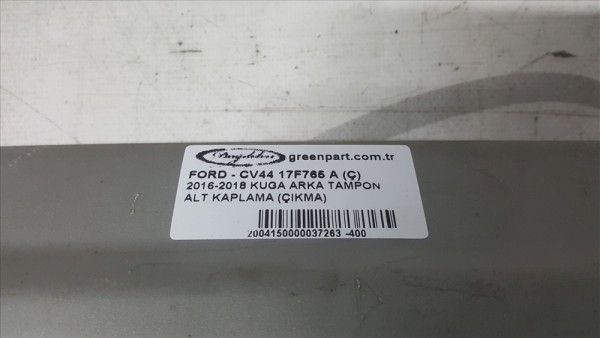 greenpart.com.tr
FORD - CV44 17F765 A (Ç)
2016-2018 KUGA ARKA TAMPON
ALT KAPLAMA (ÇIKMA)
2004150000037263 -400